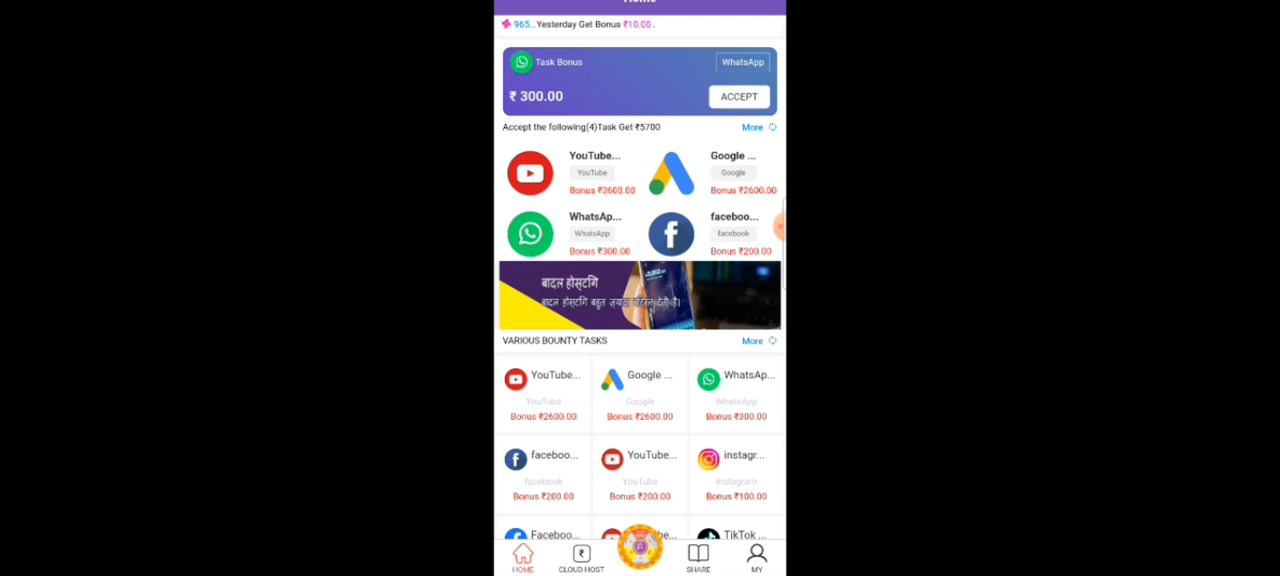 Home
965...Yesterday Get Bonus ₹10.00 .
Task Bonus
WhatsApp
₹ 300.00
ACCEPT
Accept the following(4)Task Get ₹5700
More
YouTube...
YouTube
Bonus ₹2600.00
Google ...
Google
Bonus ₹2600.00
WhatsAp...
WhatsApp
Bonus ₹300.00
faceboo...
facebook
Bonus ₹200.00
बादल होस्टिंग
बादल होस्टिंग बहुत ज़्यादा देती है।
VARIOUS BOUNTY TASKS
More
YouTube...
YouTube
Bonus ₹2600.00
Google ...
Google
Bonus ₹2600.00
WhatsAp...
WhatsApp
Bonus ₹300.00
faceboo...
facebook
Bonus ₹200.00
YouTube...
YouTube
Bonus ₹200.00
instagr...
instagram
Bonus ₹100.00
Faceboo...
TikTok ...
HOME
CLOUD HOST
SHARE
MY